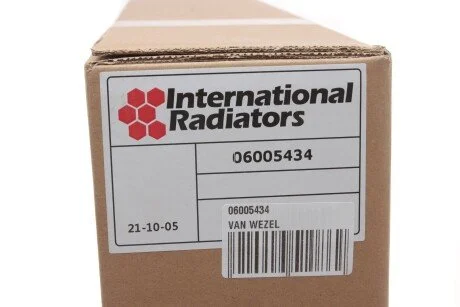 International
Radiators
06005434
21-10-05
06005434
VAN WEZEL